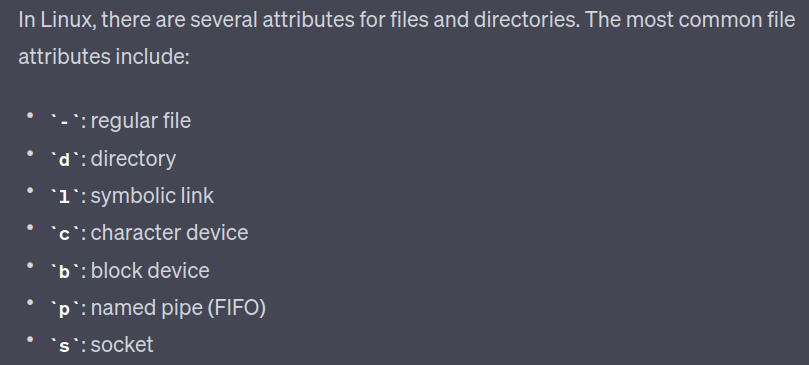 In Linux, there are several attributes for files and directories. The most common file
attributes include:
• `-`: regular file
• `d`: directory
• `l`: symbolic link
• `c`: character device
• `b`: block device
• `p`: named pipe (FIFO)
• `s`: socket